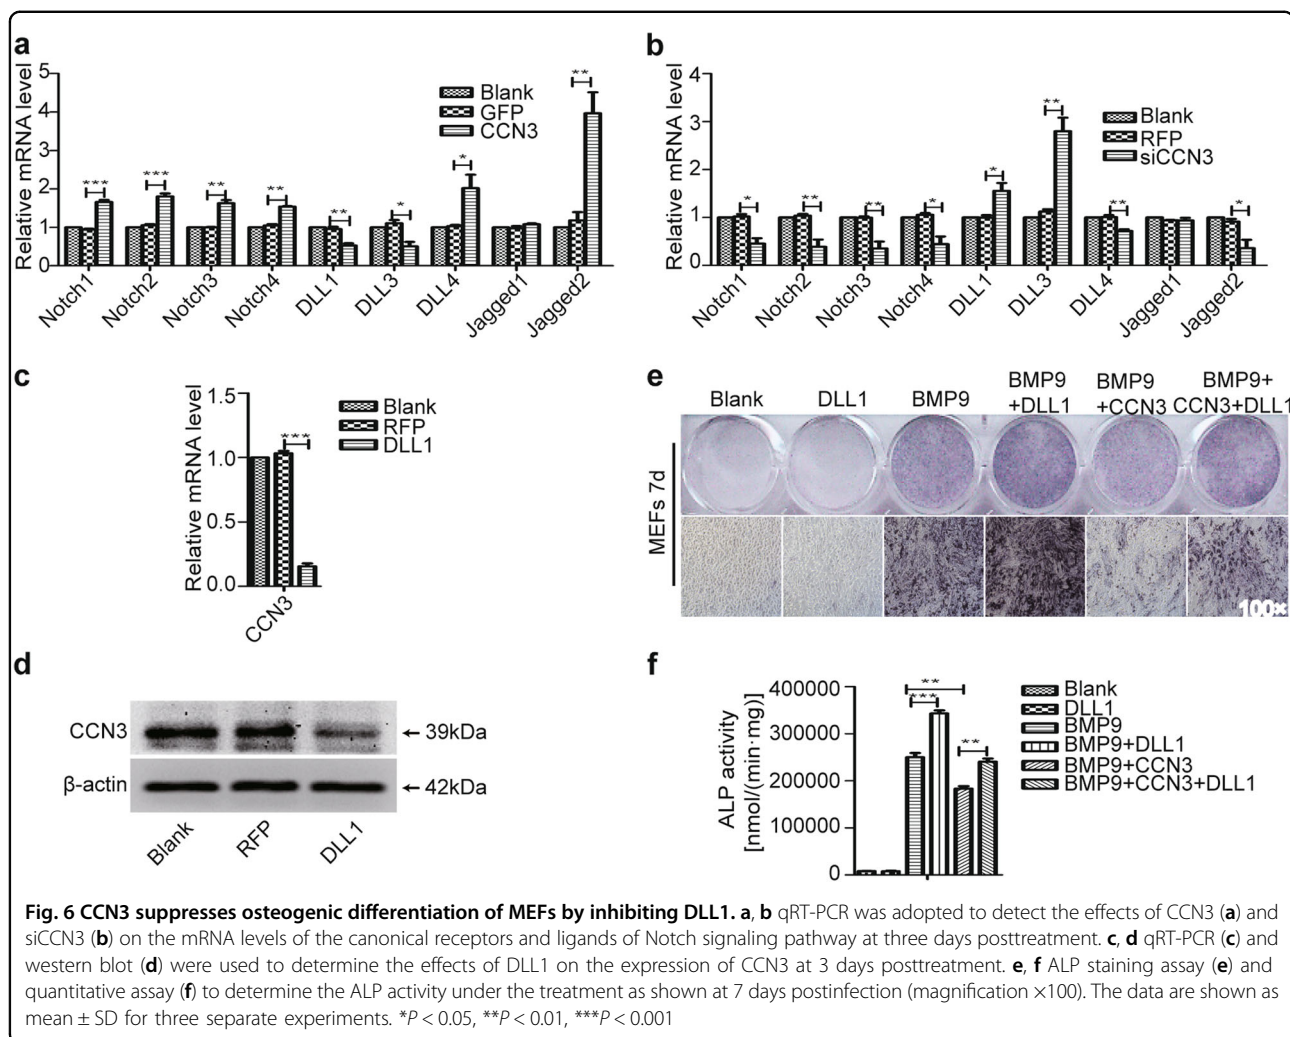 a
Relative mRNA level
5
4
3
2
1
0
Blank
GFP
CCN3
***
***
**
**
**
*
*
**
Notch1
Notch2
Notch3
Notch4
DLL1
DLL3
DLL4
Jagged1
Jagged2
b
Relative mRNA level
4
3
2
1
0
Blank
RFP
siCCN3
*
**
**
*
*
**
**
*
Notch1
Notch2
Notch3
Notch4
DLL1
DLL3
DLL4
Jagged1
Jagged2
c
Relative mRNA level
1.5
1.0
0.5
0.0
Blank
RFP
DLL1
***
CCN3
e
Blank
DLL1
BMP9
BMP9
+DLL1
BMP9
+CCN3
BMP9+
CCN3+DLL1
MEFs 7d
100×
d
CCN3
← 39kDa
β-actin
← 42kDa
Blank
RFP
DLL1
f
ALP activity
[nmol/(min·mg)]
400000
300000
200000
100000
0
**
***
**
Blank
DLL1
BMP9
BMP9+DLL1
BMP9+CCN3
BMP9+CCN3+DLL1
Fig. 6 CCN3 suppresses osteogenic differentiation of MEFs by inhibiting DLL1. a, b qRT-PCR was adopted to detect the effects of CCN3 (a) and
siCCN3 (b) on the mRNA levels of the canonical receptors and ligands of Notch signaling pathway at three days posttreatment. c, d qRT-PCR (c) and
western blot (d) were used to determine the effects of DLL1 on the expression of CCN3 at 3 days posttreatment. e, f ALP staining assay (e) and
quantitative assay (f) to determine the ALP activity under the treatment as shown at 7 days postinfection (magnification ×100). The data are shown as
mean ± SD for three separate experiments. *P < 0.05, **P < 0.01, ***P < 0.001